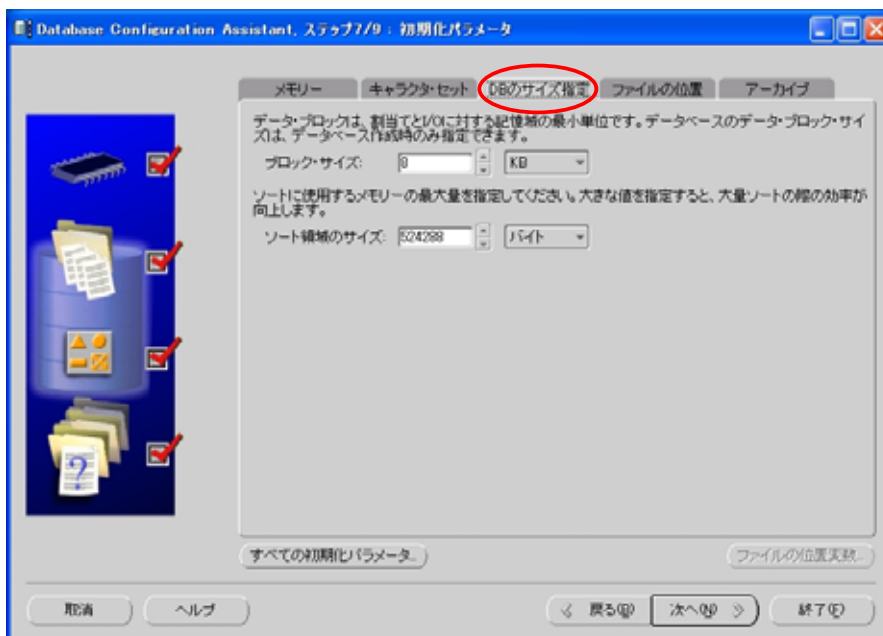 Database Configuration Assistant, ステップ7/9 : 初期化パラメータ
メモリー
キャラクタ・セット
DBのサイズ指定
ファイルの位置
アーカイブ
データ・ブロックは、割当てとI/Oに対する記憶域の最小単位です。データベースのデータ・ブロック・サイ
ズは、データベース作成時のみ指定できます。
ブロック・サイズ: 8 KB
ソートに使用するメモリーの最大量を指定してください。大きな値を指定すると、大量ソートの際の効率が
向上します。
ソート領域のサイズ: 524288 バイト
?
すべての初期化パラメータ...
ファイルの位置変数...
取消
ヘルプ
戻る(B)
次へ(N)
終了(F)